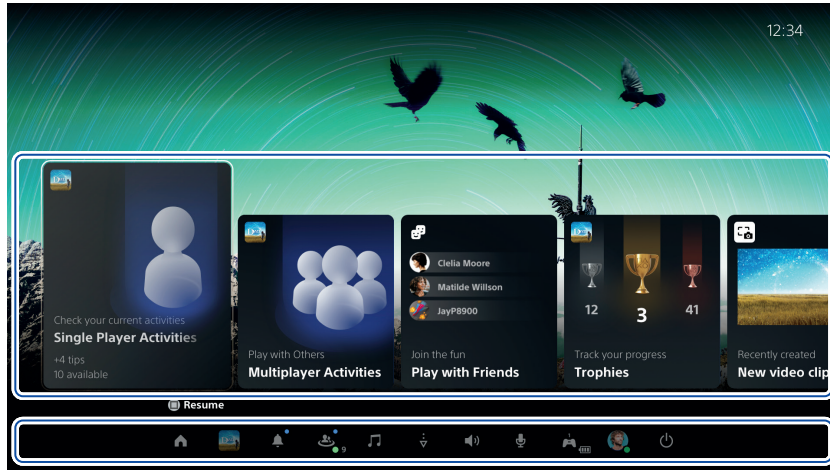 12:34
Check your current activities
Single Player Activities
+4 tips
10 available
Play with Others
Multiplayer Activities
Clelia Moore
Matilde Willson
JayP8900
Join the fun
Play with Friends
12
3
41
Track your progress
Trophies
Recently created
New video clip
Resume
9